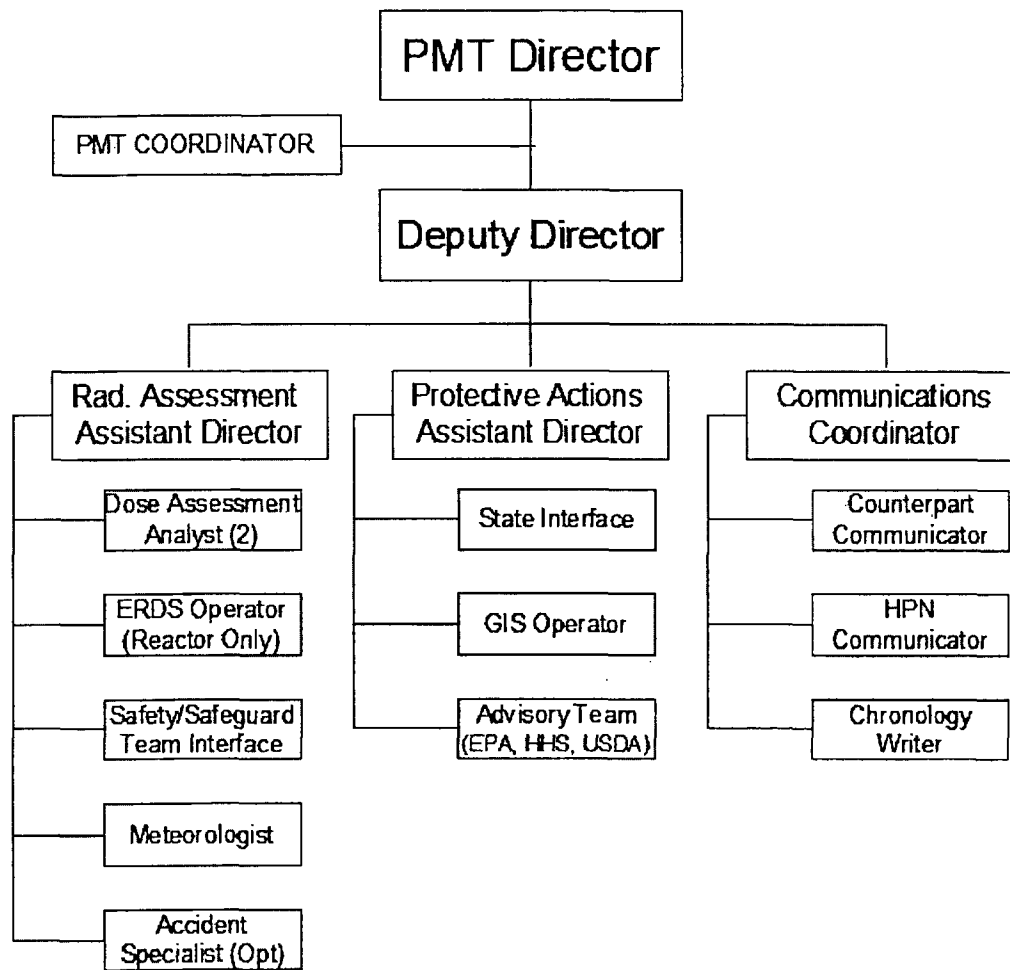 PMT Director
PMT COORDINATOR
Deputy Director
Rad. Assessment
Assistant Director
Dose Assessment
Analyst (2)
ERDS Operator
(Reactor Only)
Safety/Safeguard
Team Interface
Meteorologist
Accident
Specialist (Opt)
Protective Actions
Assistant Director
State Interface
GIS Operator
Advisory Team
(EPA, HHS, USDA)
Communications
Coordinator
Counterpart
Communicator
HPN
Communicator
Chronology
Writer